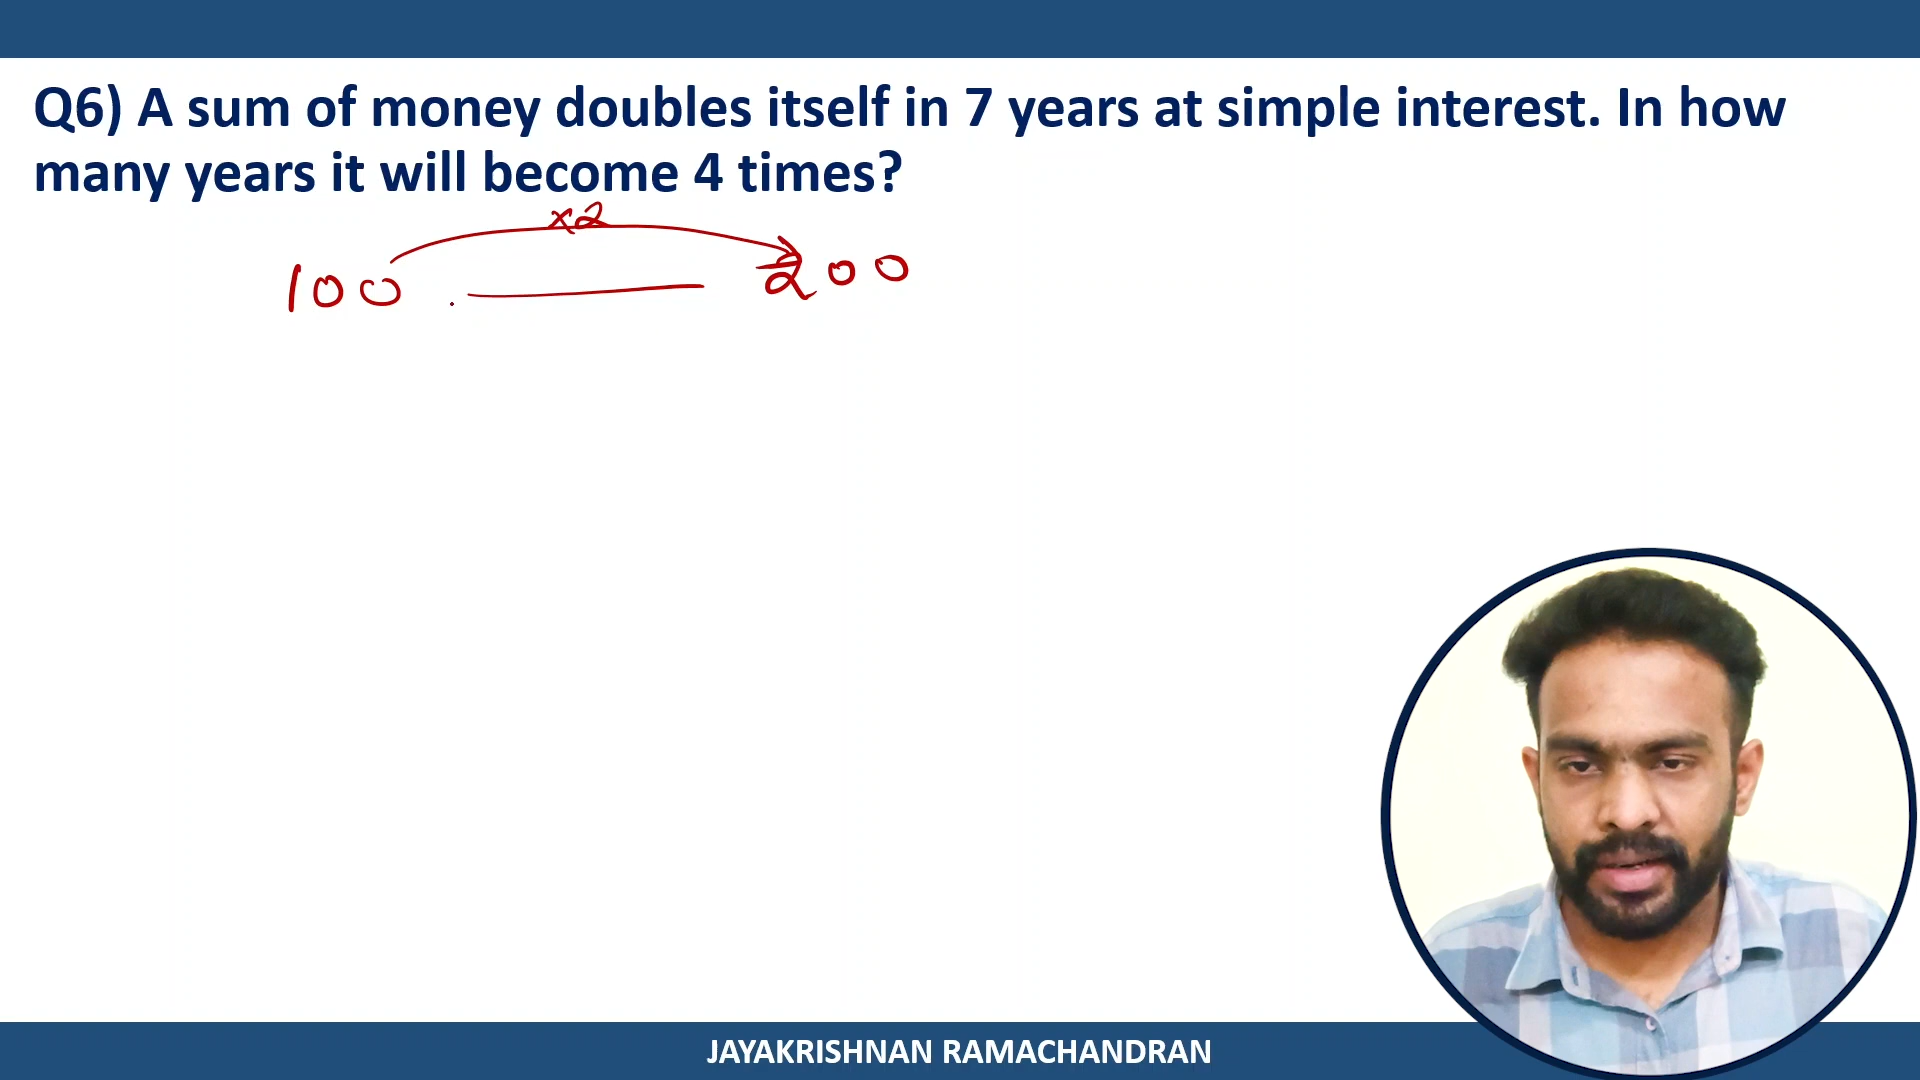 Q6) A sum of money doubles itself in 7 years at simple interest. In how
many years it will become 4 times?
×2
100 200
JAYAKRISHNAN RAMACHANDRAN